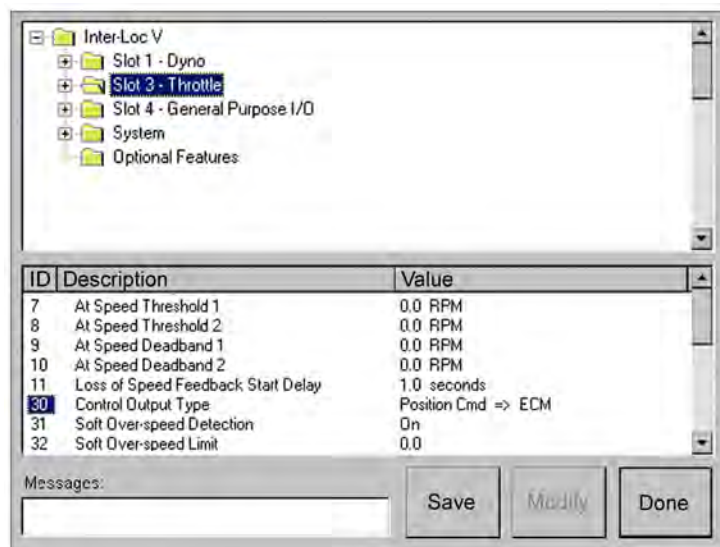 Inter-Loc V
Slot 1 - Dyno
Slot 3 - Throttle
Slot 4 - General Purpose I/O
System
Optional Features
ID Description Value
7 At Speed Threshold 1 0.0 RPM
8 At Speed Threshold 2 0.0 RPM
9 At Speed Deadband 1 0.0 RPM
10 At Speed Deadband 2 0.0 RPM
11 Loss of Speed Feedback Start Delay 1.0 seconds
30 Control Output Type Position Cmd => ECM
31 Soft Over-speed Detection On
32 Soft Over-speed Limit 0.0
Messages:
Save Modify Done